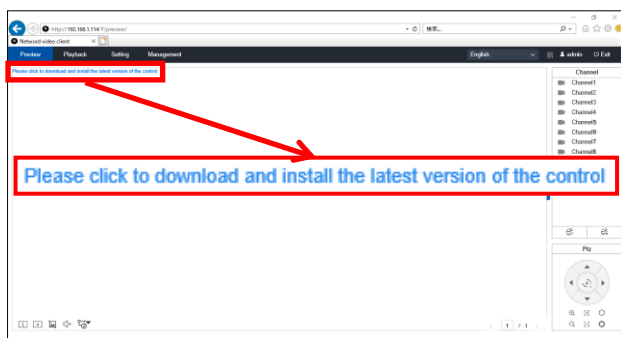 http://192.168.1.114/#/preview/
検索...
Network video client
Preview Playback Setting Management English admin Exit
Please click to download and install the latest version of the control
Channel
Channel1
Channel2
Channel3
Channel4
Channel5
Channel6
Channel7
Channel8
Please click to download and install the latest version of the control
Ptz
1 / 1